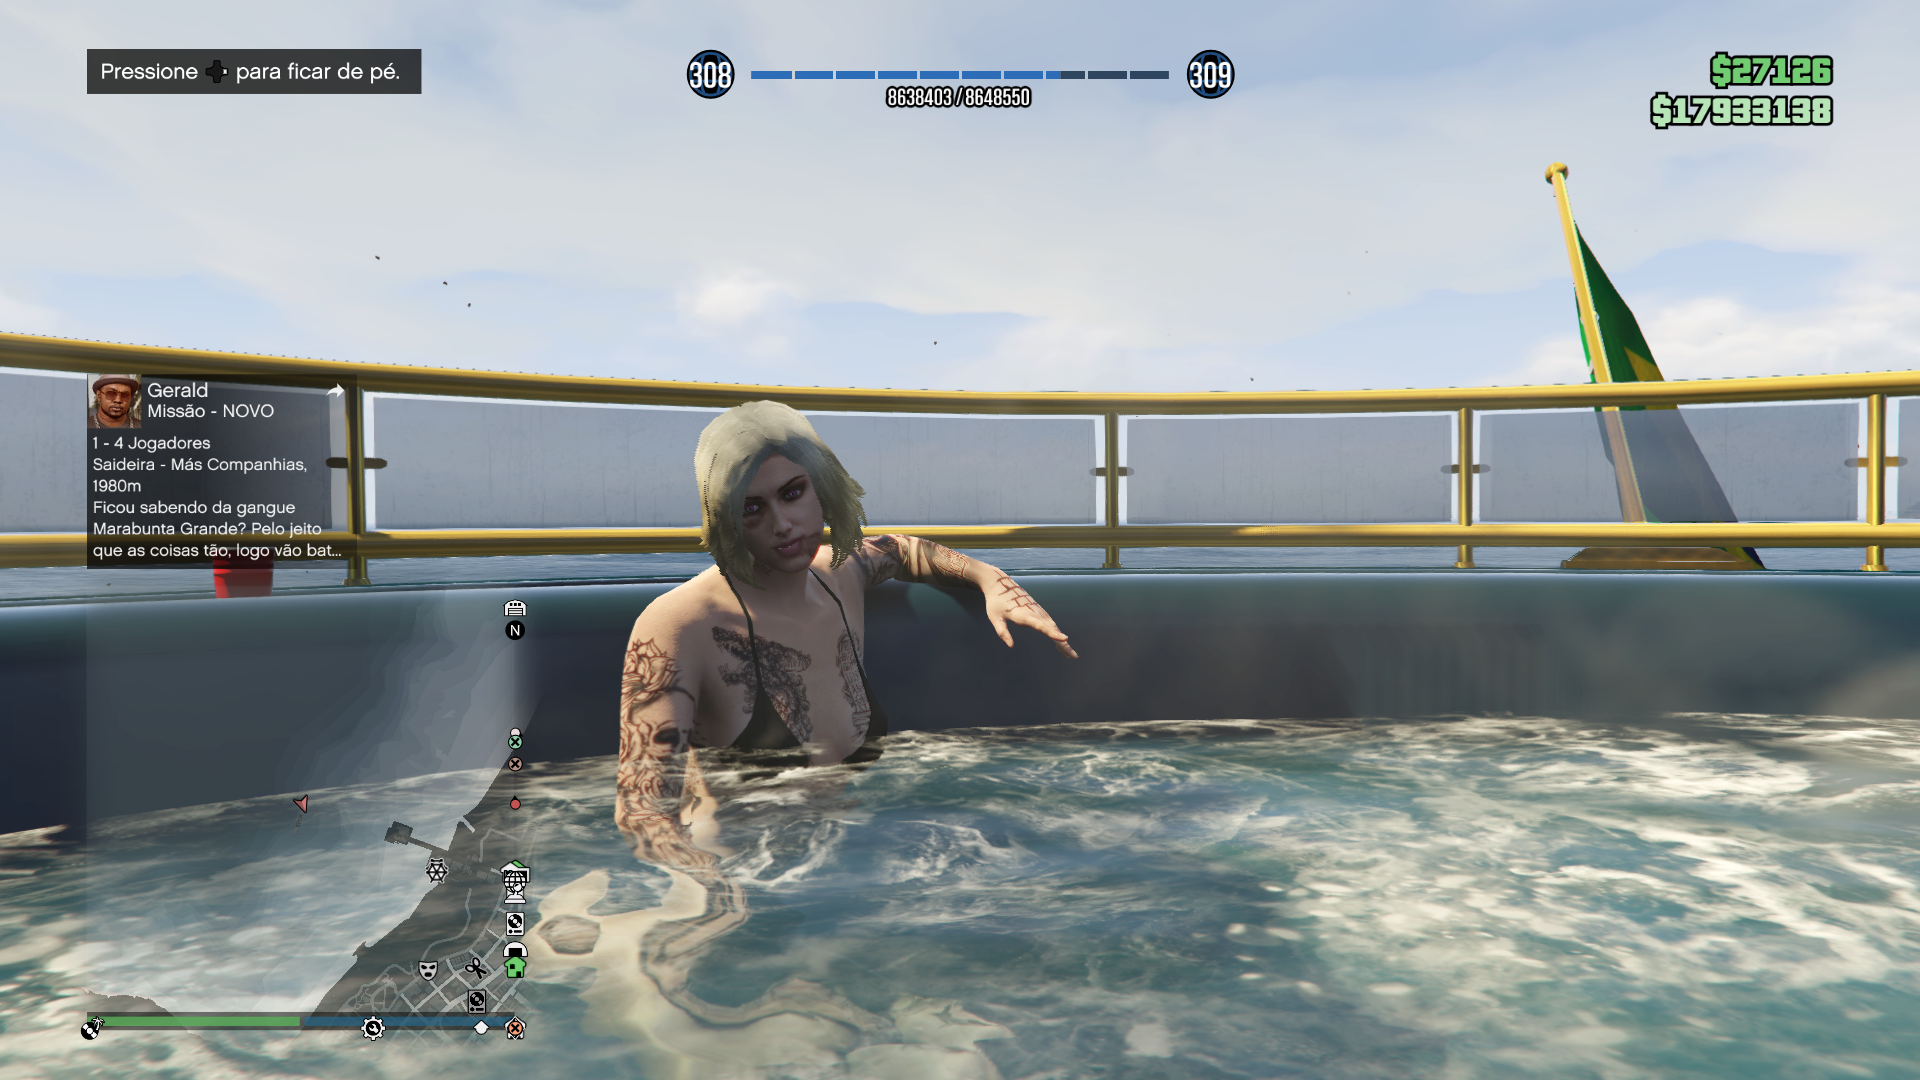 Pressione para ficar de pé.
308
309
8638403/8648550
$27126
$17933138
Gerald
Missão - NOVO
1 - 4 Jogadores
Saideira - Más Companhias,
1980m
Ficou sabendo da gangue
Marabunta Grande? Pelo jeito
que as coisas tão, logo vão bat...
N